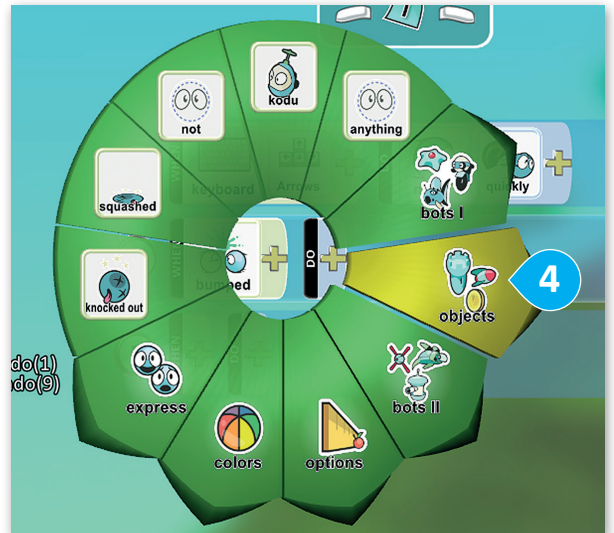 kodu
not
anything
squashed
keyboard
Arrows
bots I
quickly
WHEN
bumped
DO
objects
4
knocked out
do(1)
do(9)
express
bots II
colors
options